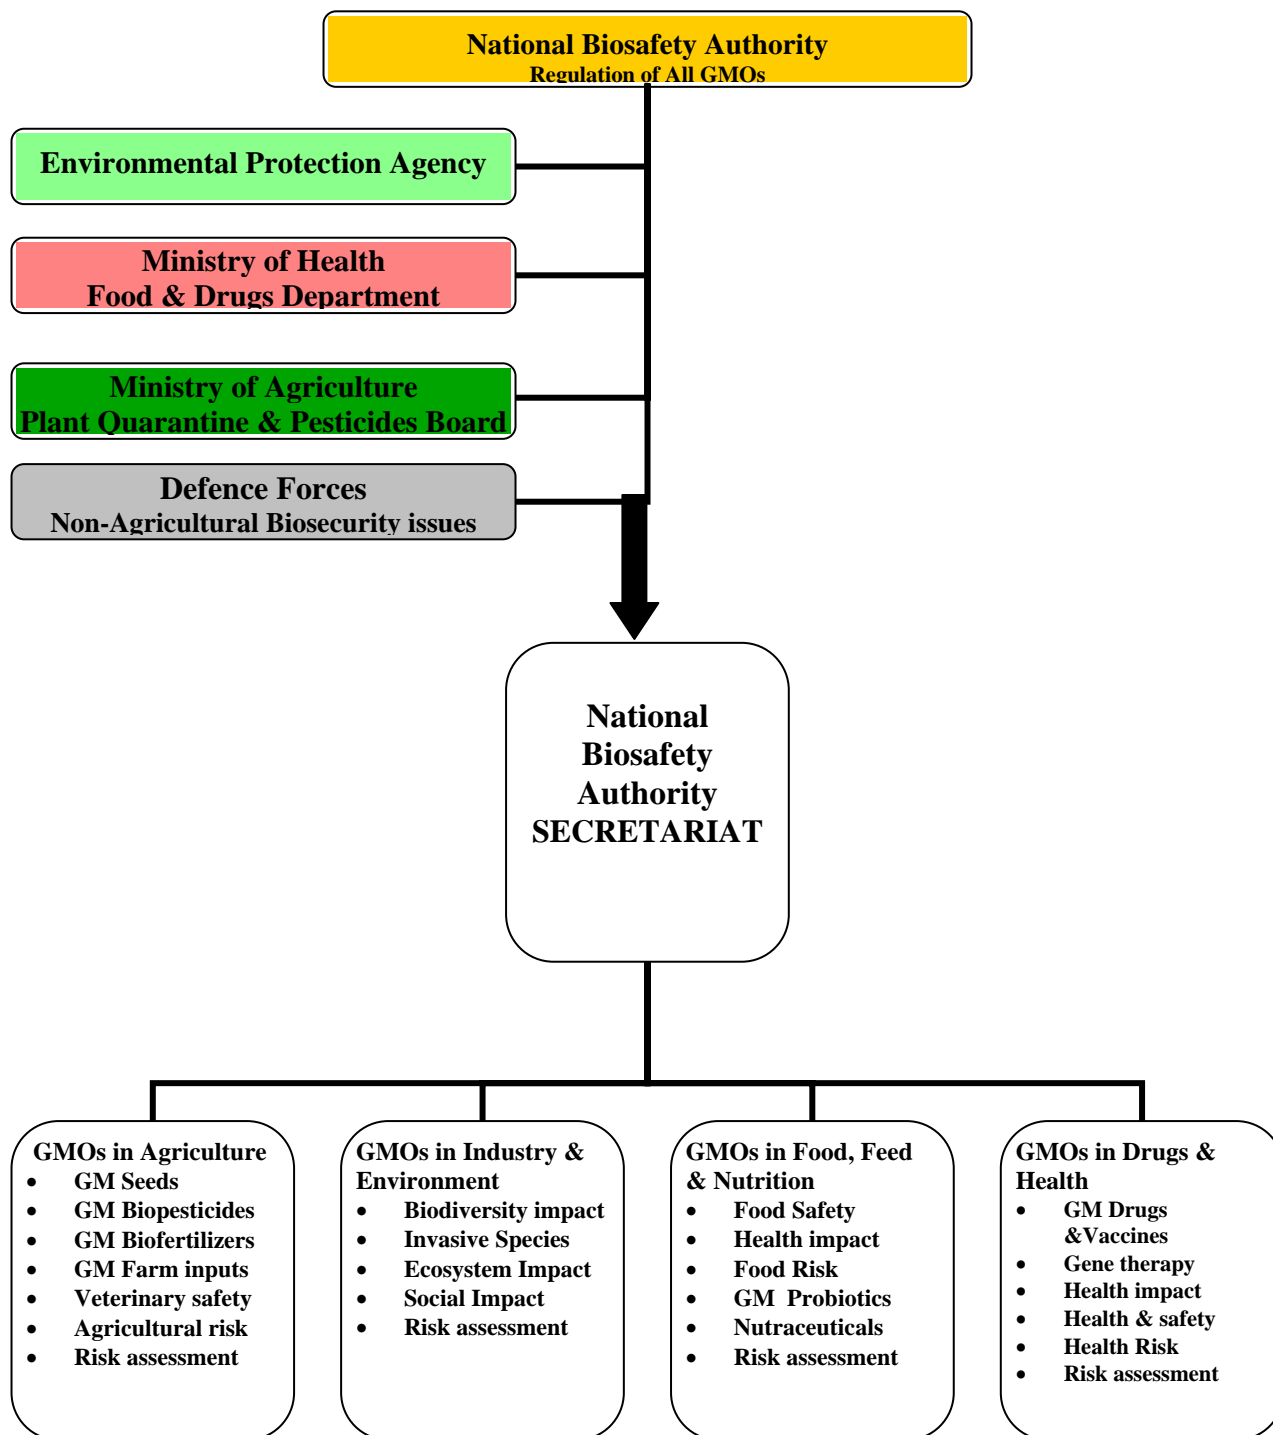 National Biosafety Authority
Regulation of All GMOs
Environmental Protection Agency
Ministry of Health
Food & Drugs Department
Ministry of Agriculture
Plant Quarantine & Pesticides Board
Defence Forces
Non-Agricultural Biosecurity issues
National
Biosafety
Authority
SECRETARIAT
GMOs in Agriculture
• GM Seeds
• GM Biopesticides
• GM Biofertilizers
• GM Farm inputs
• Veterinary safety
• Agricultural risk
• Risk assessment
GMOs in Industry &
Environment
• Biodiversity impact
• Invasive Species
• Ecosystem Impact
• Social Impact
• Risk assessment
GMOs in Food, Feed
& Nutrition
• Food Safety
• Health impact
• Food Risk
• GM Probiotics
• Nutraceuticals
• Risk assessment
GMOs in Drugs &
Health
• GM Drugs
&Vaccines
• Gene therapy
• Health impact
• Health & safety
• Health Risk
• Risk assessment